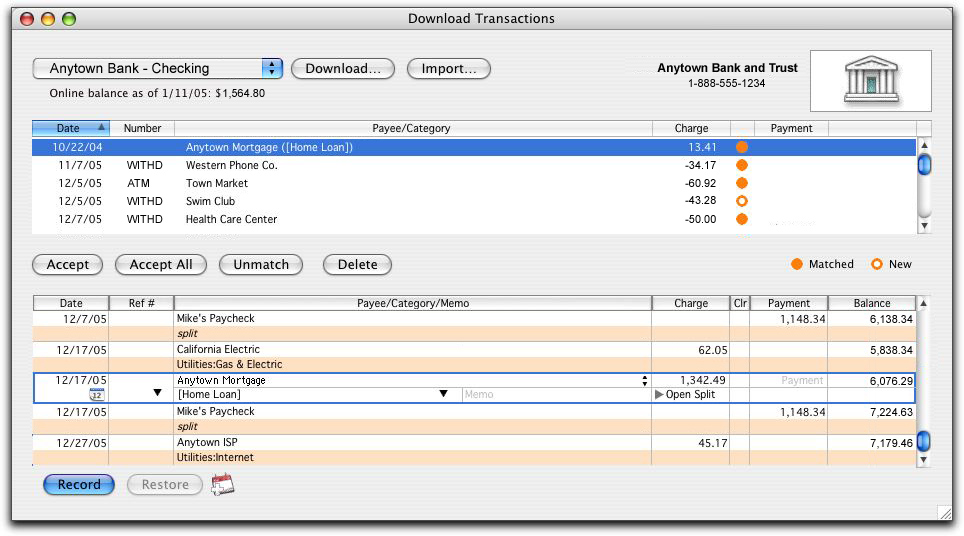 Download Transactions
Anytown Bank - Checking Download... Import... Anytown Bank and Trust
1-888-555-1234
Online balance as of 1/11/05: $1,564.80
Date Number Payee/Category Charge Payment
10/22/04 Anytown Mortgage ([Home Loan]) 13.41
11/7/05 WITHD Western Phone Co. -34.17
12/5/05 ATM Town Market -60.92
12/5/05 WITHD Swim Club -43.28
12/7/05 WITHD Health Care Center -50.00
Accept Accept All Unmatch Delete Matched New
Date Ref # Payee/Category/Memo Charge Clr Payment Balance
12/7/05 Mike's Paycheck 1,148.34 6,138.34
split
12/17/05 California Electric 62.05 5,838.34
Utilities:Gas & Electric
12/17/05 Anytown Mortgage 1,342.49 Payment 6,076.29
12 [Home Loan] Memo Open Split
12/17/05 Mike's Paycheck 1,148.34 7,224.63
split
12/27/05 Anytown ISP 45.17 7,179.46
Utilities:Internet
Record Restore